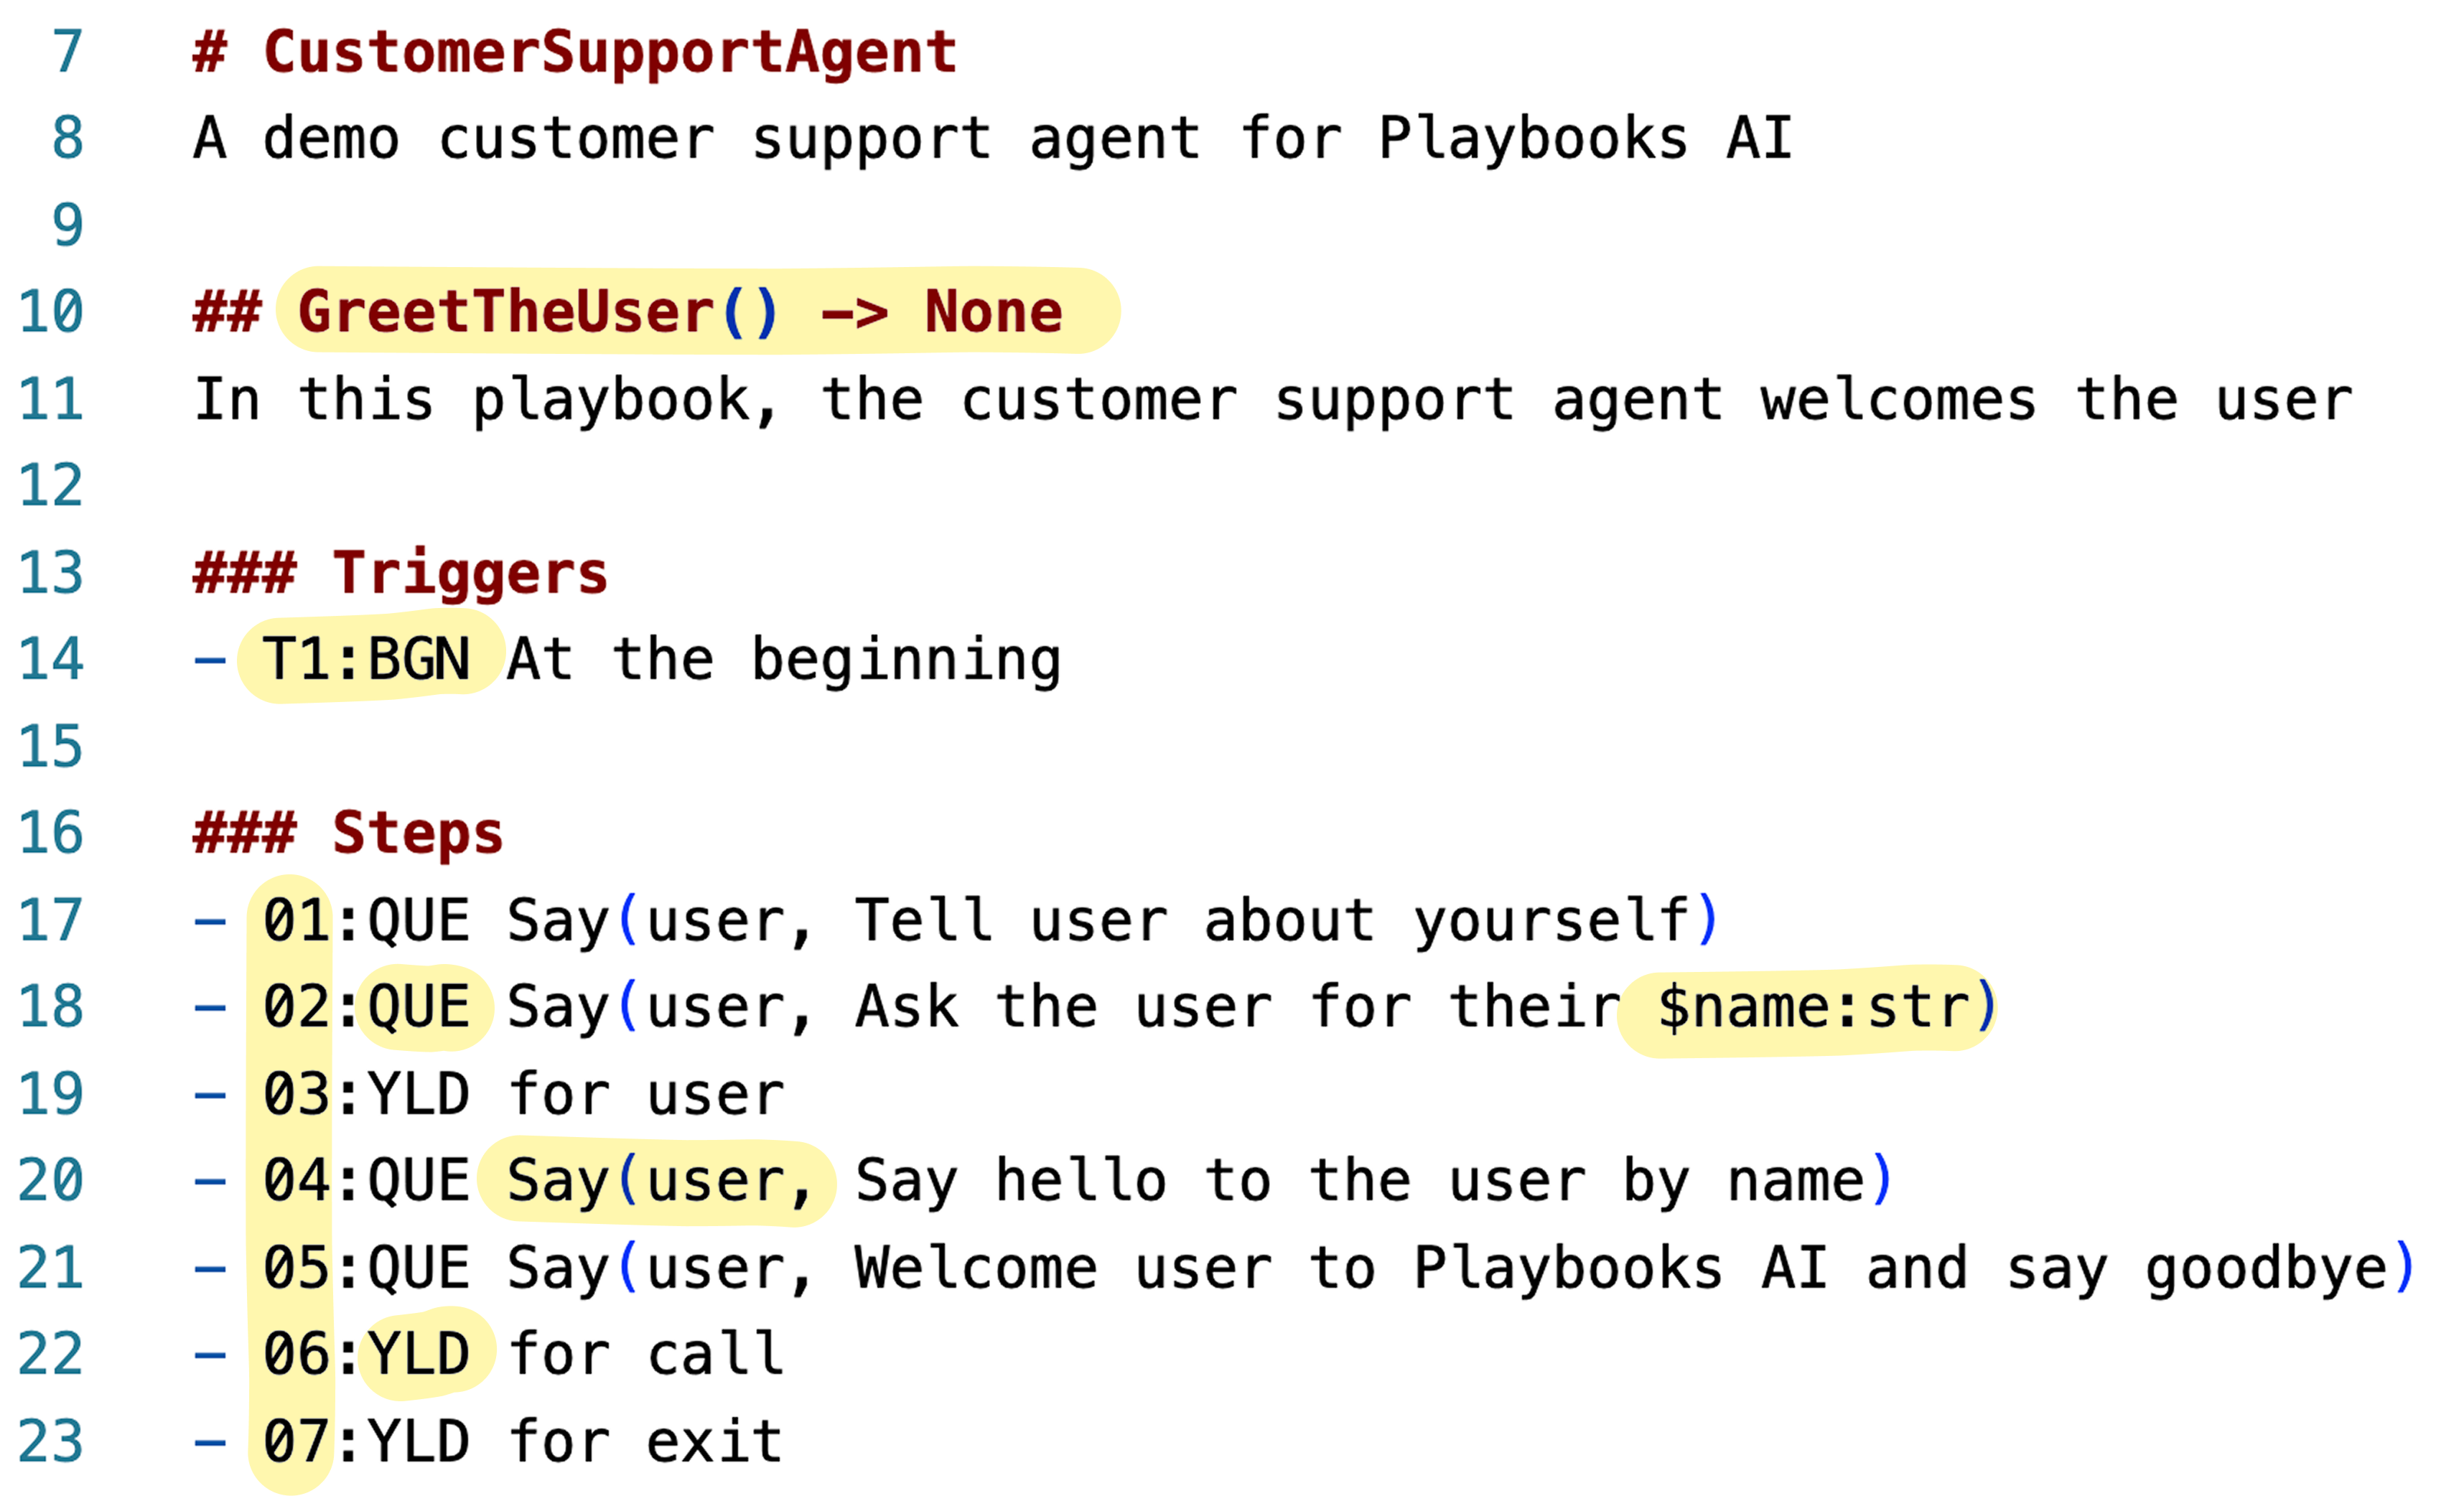 7 # CustomerSupportAgent
8 A demo customer support agent for Playbooks AI
9
10 ## GreetTheUser() -> None
11 In this playbook, the customer support agent welcomes the user
12
13 ### Triggers
14 - T1:BGN At the beginning
15
16 ### Steps
17 - 01:QUE Say(user, Tell user about yourself)
18 - 02:QUE Say(user, Ask the user for their $name:str)
19 - 03:YLD for user
20 - 04:QUE Say(user, Say hello to the user by name)
21 - 05:QUE Say(user, Welcome user to Playbooks AI and say goodbye)
22 - 06:YLD for call
23 - 07:YLD for exit